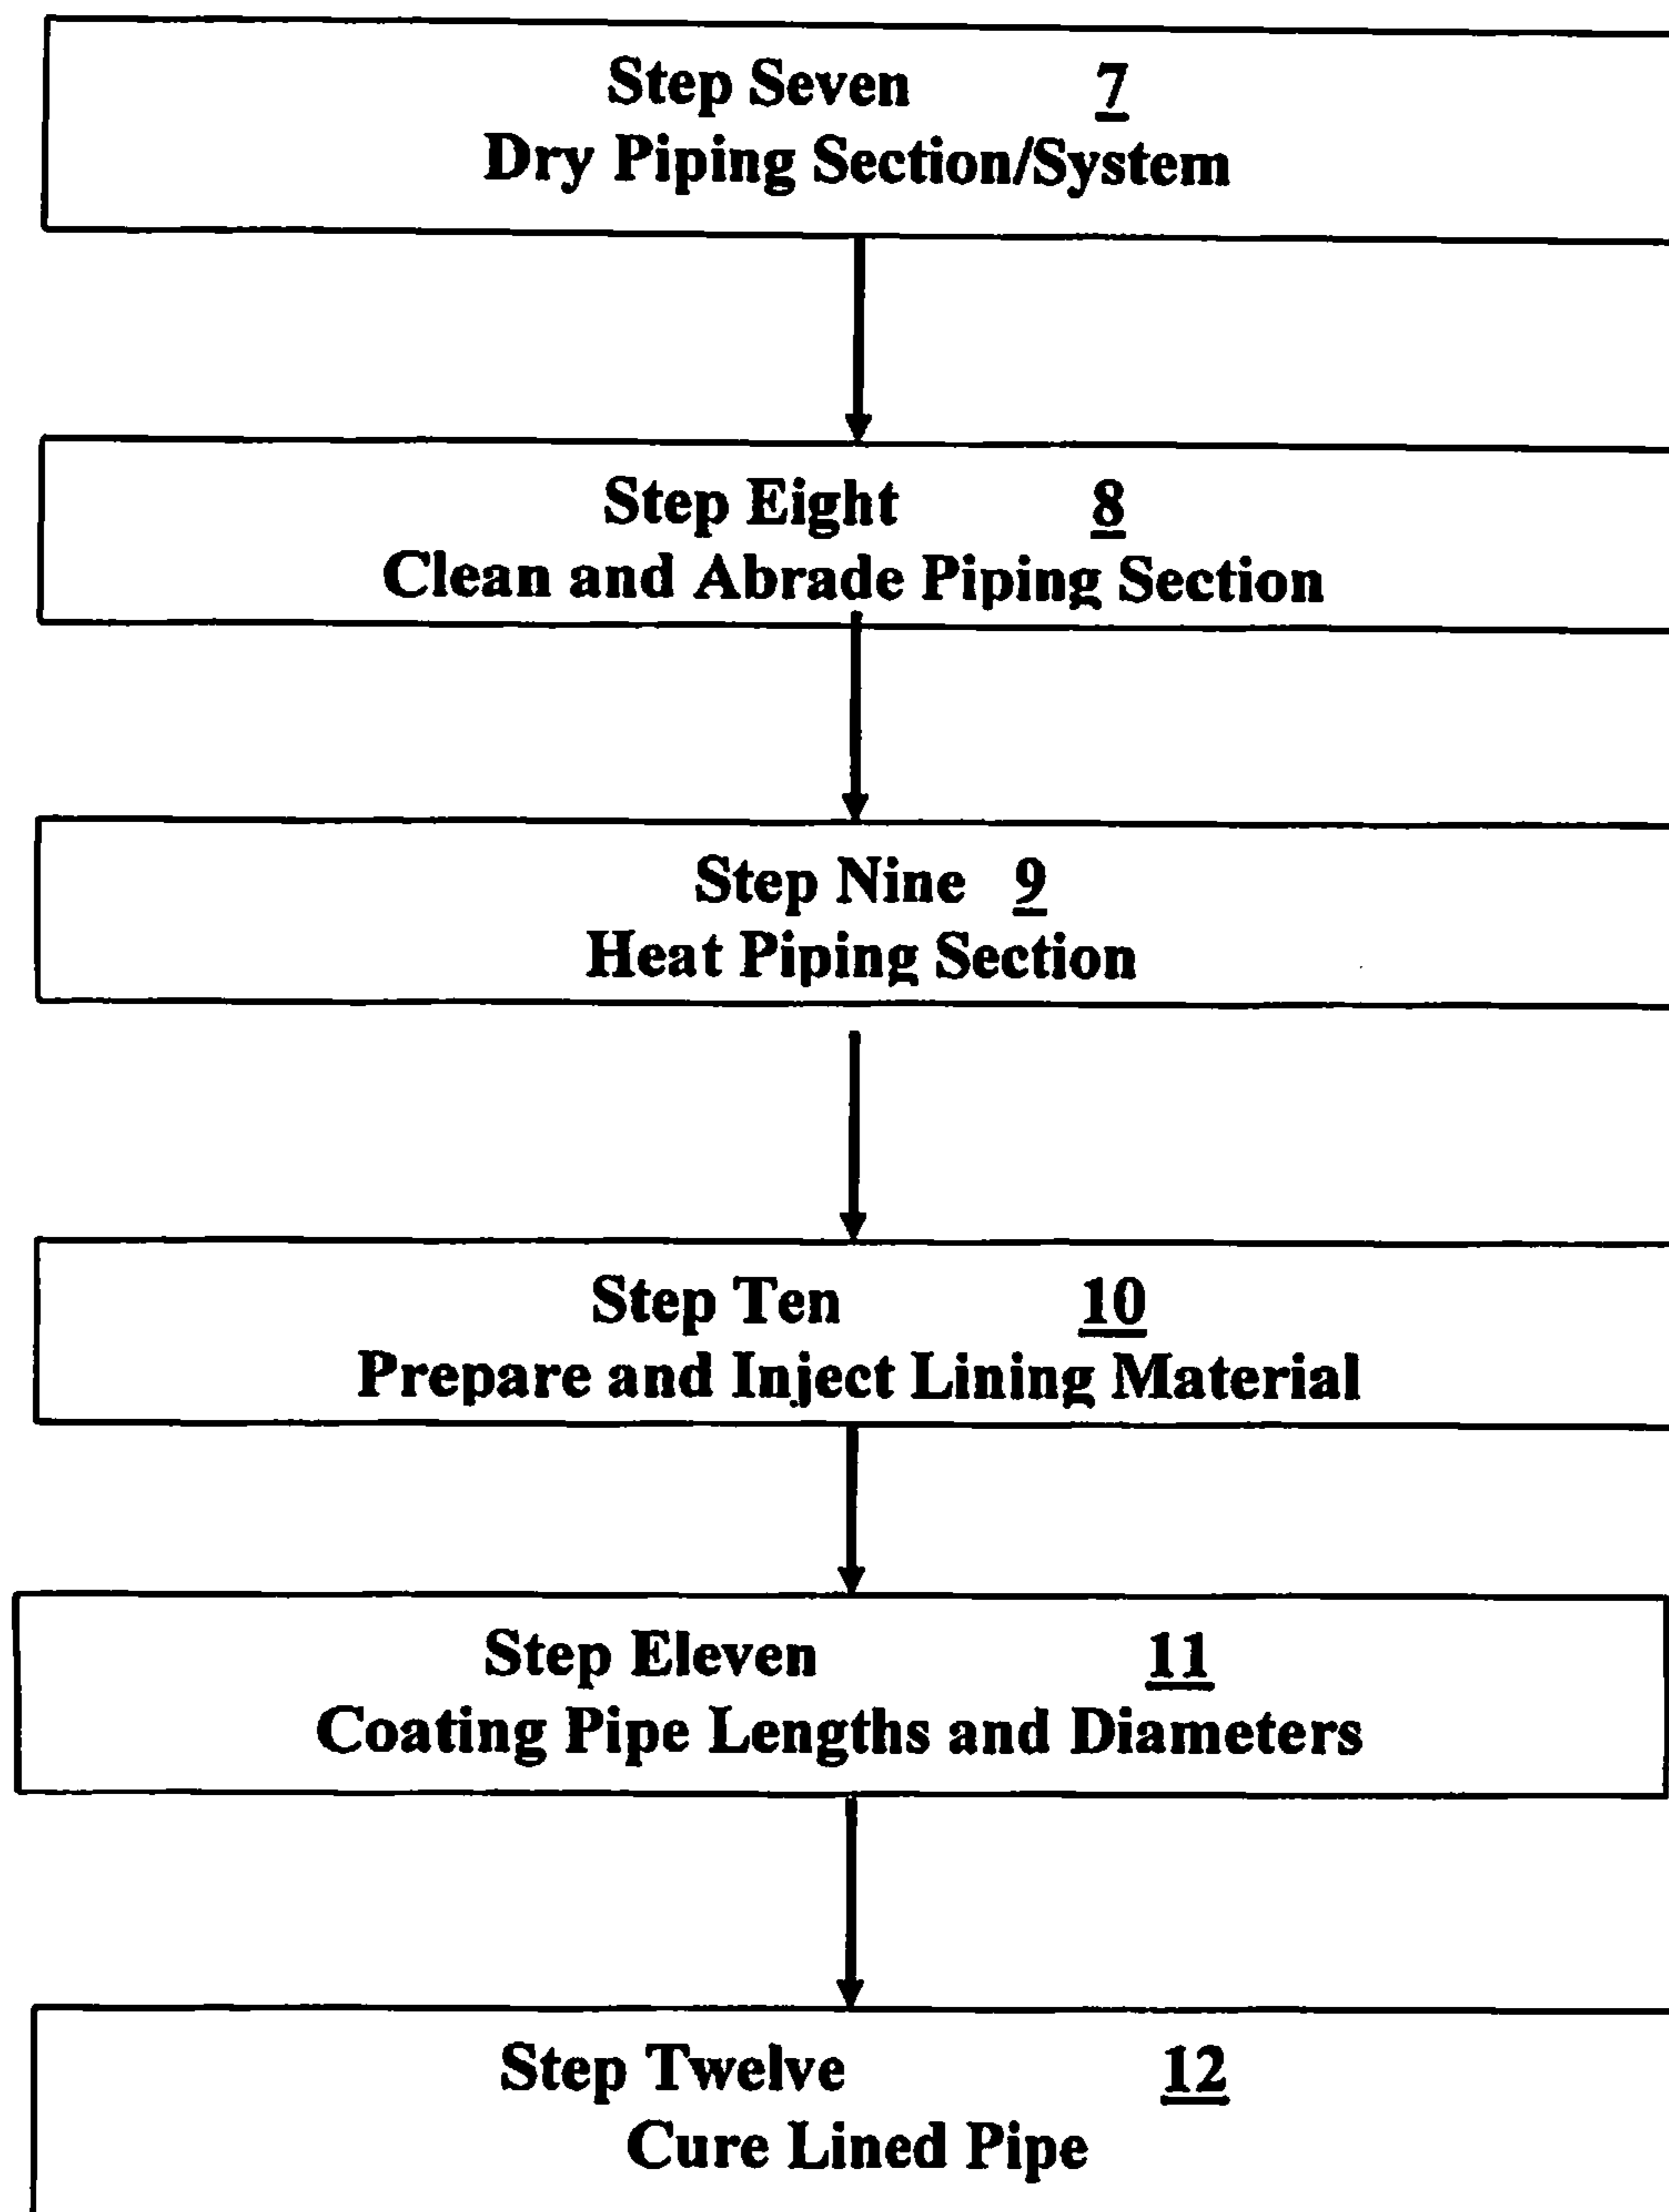 Step Seven 7
Dry Piping Section/System
Step Eight 8
Clean and Abrade Piping Section
Step Nine 9
Heat Piping Section
Step Ten 10
Prepare and Inject Lining Material
Step Eleven 11
Coating Pipe Lengths and Diameters
Step Twelve 12
Cure Lined Pipe